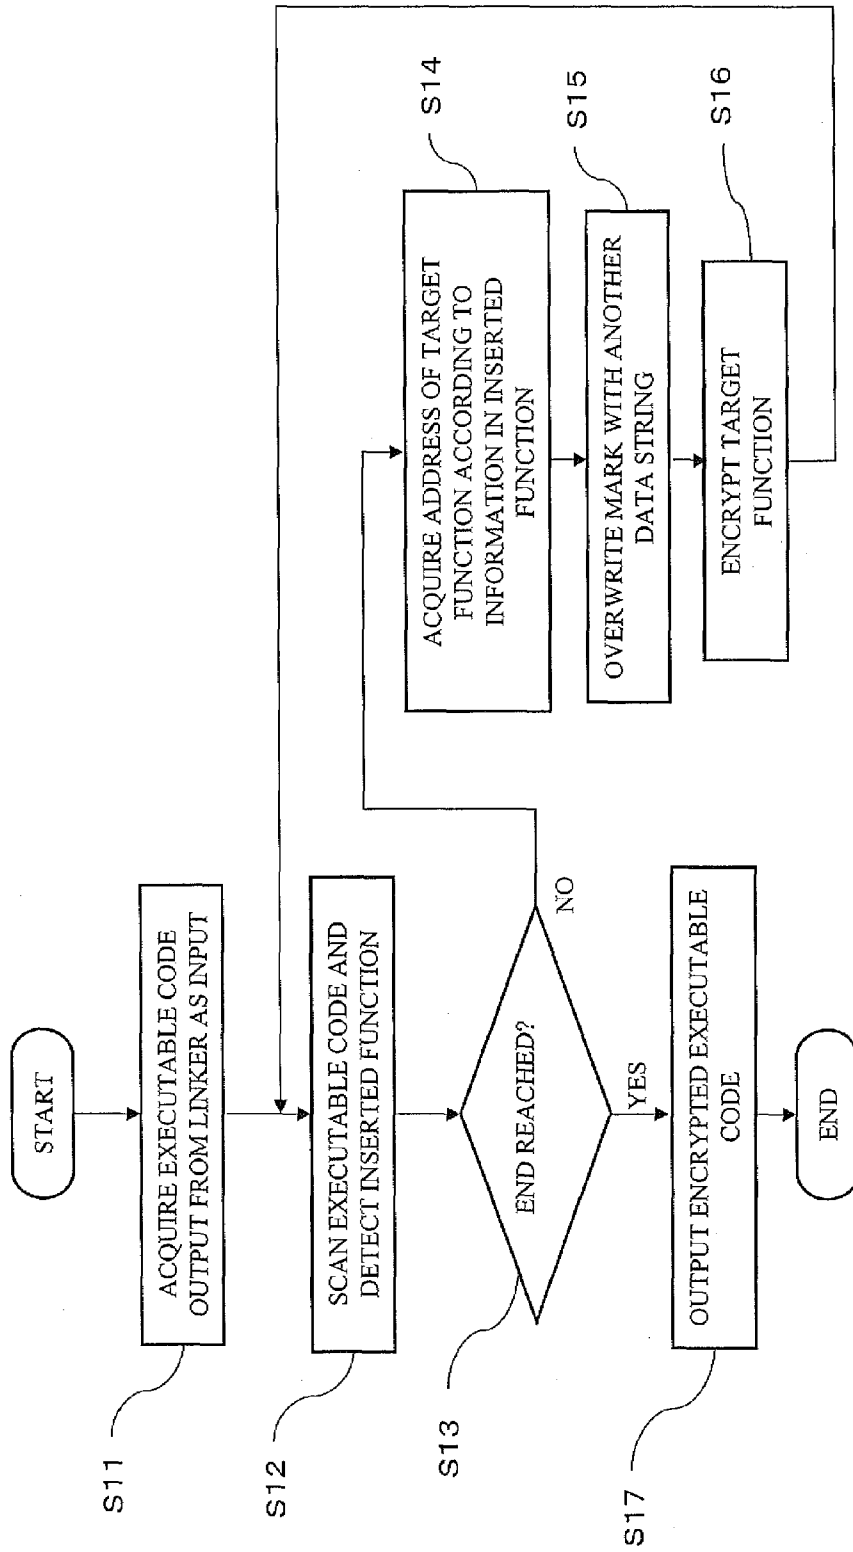 START
S11
ACQUIRE EXECUTABLE CODE
OUTPUT FROM LINKER AS INPUT
S12
SCAN EXECUTABLE CODE AND
DETECT INSERTED FUNCTION
S13
END REACHED?
NO
YES
S14
ACQUIRE ADDRESS OF TARGET
FUNCTION ACCORDING TO
INFORMATION IN INSERTED
FUNCTION
S15
OVERWRITE MARK WITH ANOTHER
DATA STRING
S16
ENCRYPT TARGET
FUNCTION
S17
OUTPUT ENCRYPTED EXECUTABLE
CODE
END